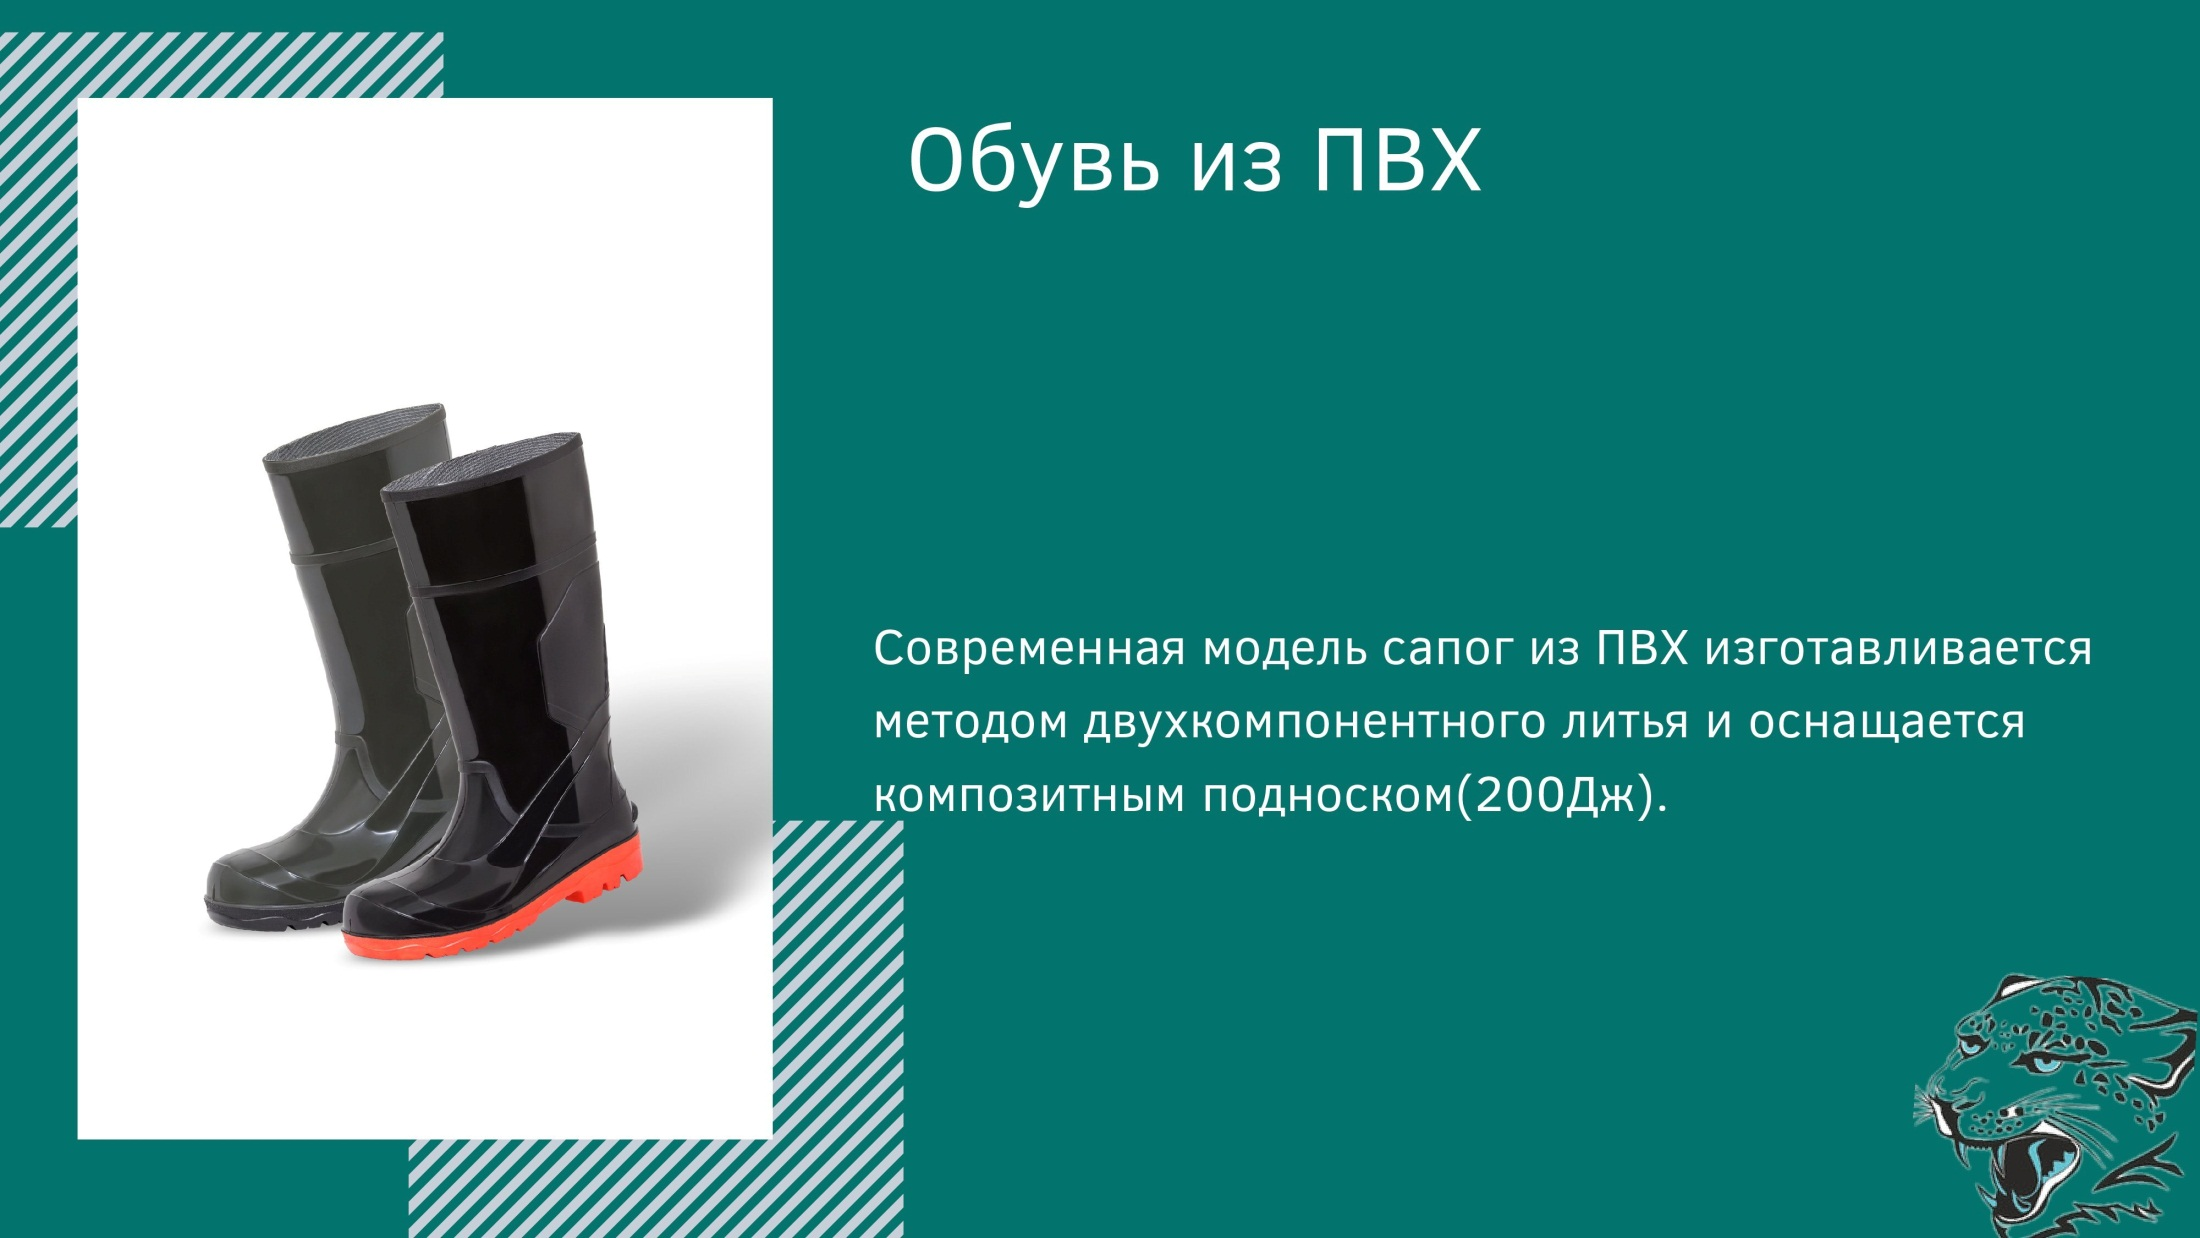 Обувь из ПВХ
Современная модель сапог из ПВХ изготавливается
методом двухкомпонентного литья и оснащается
композитным подноском(200Дж).